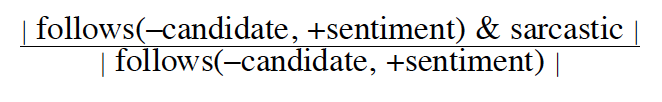 | follows(–candidate, +sentiment) & sarcastic |
| follows(–candidate, +sentiment) |